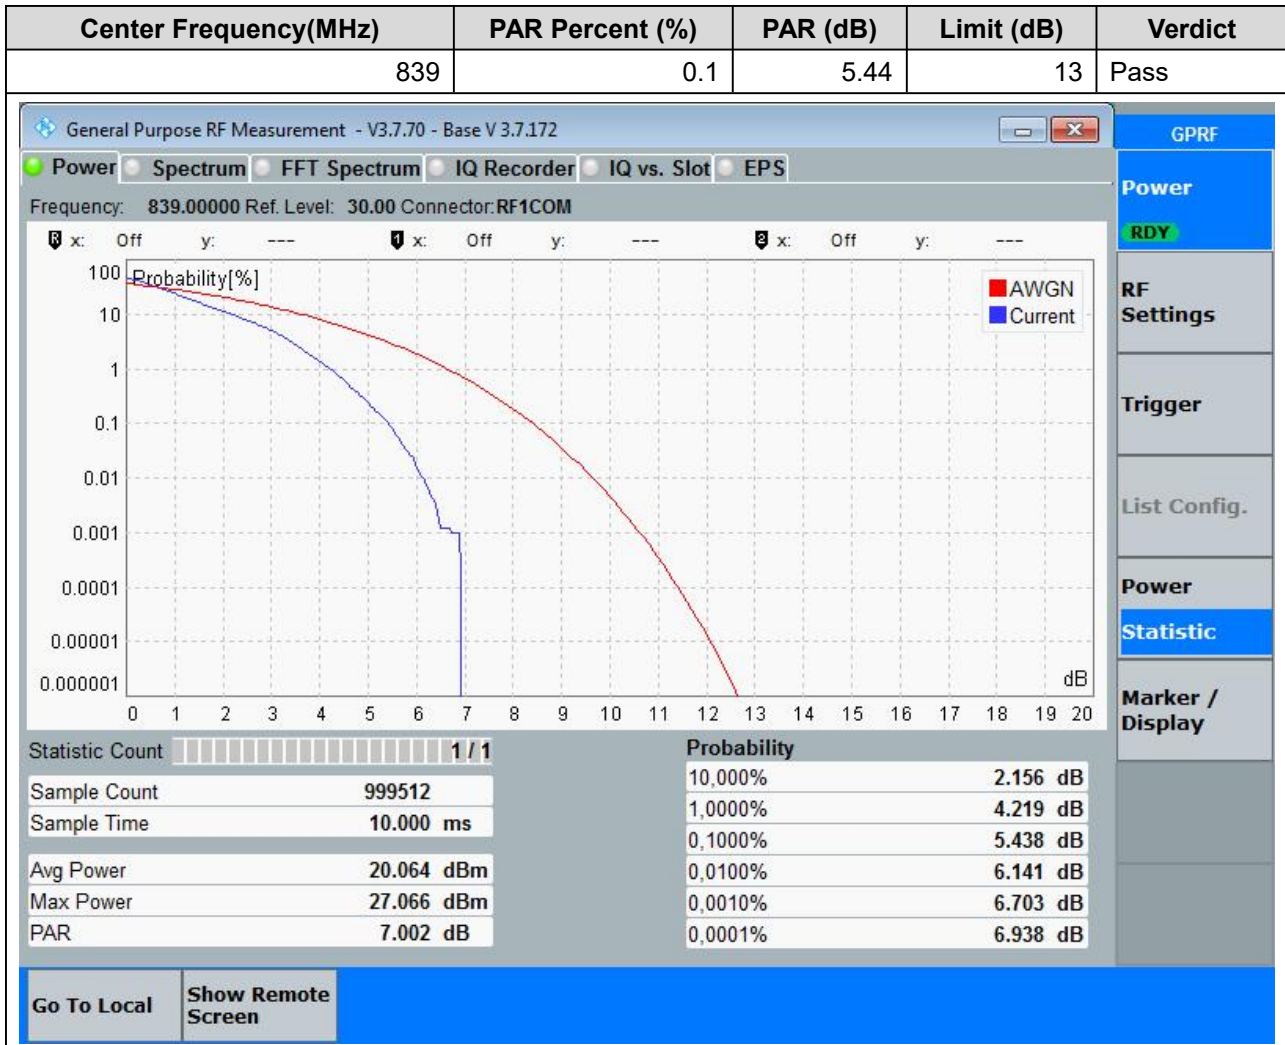 Center Frequency(MHz) PAR Percent (%) PAR (dB) Limit (dB) Verdict
839 0.1 5.44 13 Pass
General Purpose RF Measurement - V3.7.70 - Base V 3.7.172
GPRF
Power Spectrum FFT Spectrum IQ Recorder IQ vs. Slot EPS
Frequency: 839.00000 Ref. Level: 30.00 Connector: RF1COM
R x: Off y: --- 1 x: Off y: --- 2 x: Off y: ---
Probability[%]
AWGN
Current
100
10
1
0.1
0.01
0.001
0.0001
0.00001
0.000001
dB
0 1 2 3 4 5 6 7 8 9 10 11 12 13 14 15 16 17 18 19 20
Statistic Count 1 / 1
Sample Count 999512
Sample Time 10.000 ms
Avg Power 20.064 dBm
Max Power 27.066 dBm
PAR 7.002 dB
Probability
10,000% 2.156 dB
1,0000% 4.219 dB
0,1000% 5.438 dB
0,0100% 6.141 dB
0,0010% 6.703 dB
0,0001% 6.938 dB
Power
RDY
RF
Settings
Trigger
List Config.
Power
Statistic
Marker /
Display
Go To Local
Show Remote
Screen